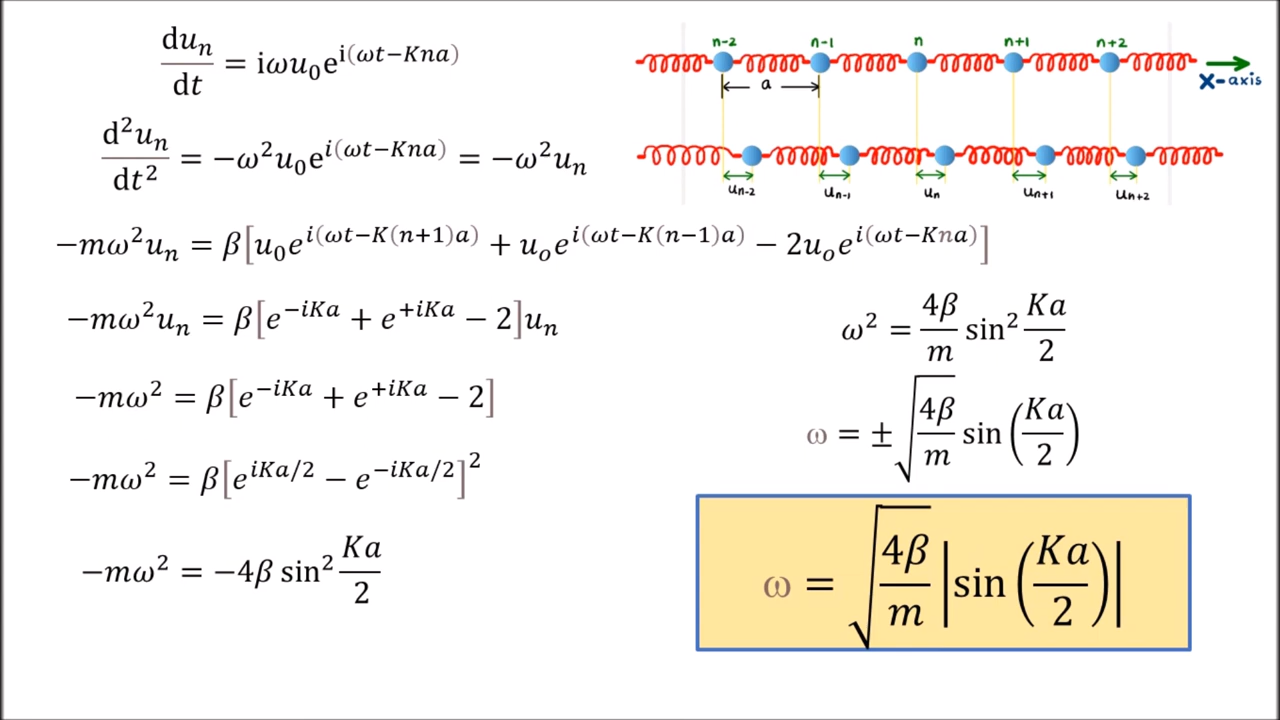 du_n/dt = iωu_0e^{i(ωt−Kna)}
d²u_n/dt² = −ω²u_0e^{i(ωt−Kna)} = −ω²u_n
n-2 n-1 n n+1 n+2
a
X-axis
u_{n-2} u_{n-1} u_n u_{n+1} u_{n+2}
−mω²u_n = β[u_0e^{i(ωt−K(n+1)a)} + u_oe^{i(ωt−K(n−1)a)} − 2u_oe^{i(ωt−Kna)}]
−mω²u_n = β[e^{−iKa} + e^{+iKa} − 2]u_n
−mω² = β[e^{−iKa} + e^{+iKa} − 2]
−mω² = β[e^{iKa/2} − e^{−iKa/2}]²
−mω² = −4β sin² Ka/2
ω² = 4β/m sin² Ka/2
ω = ± √(4β/m) sin(Ka/2)
ω = √(4β/m) |sin(Ka/2)|